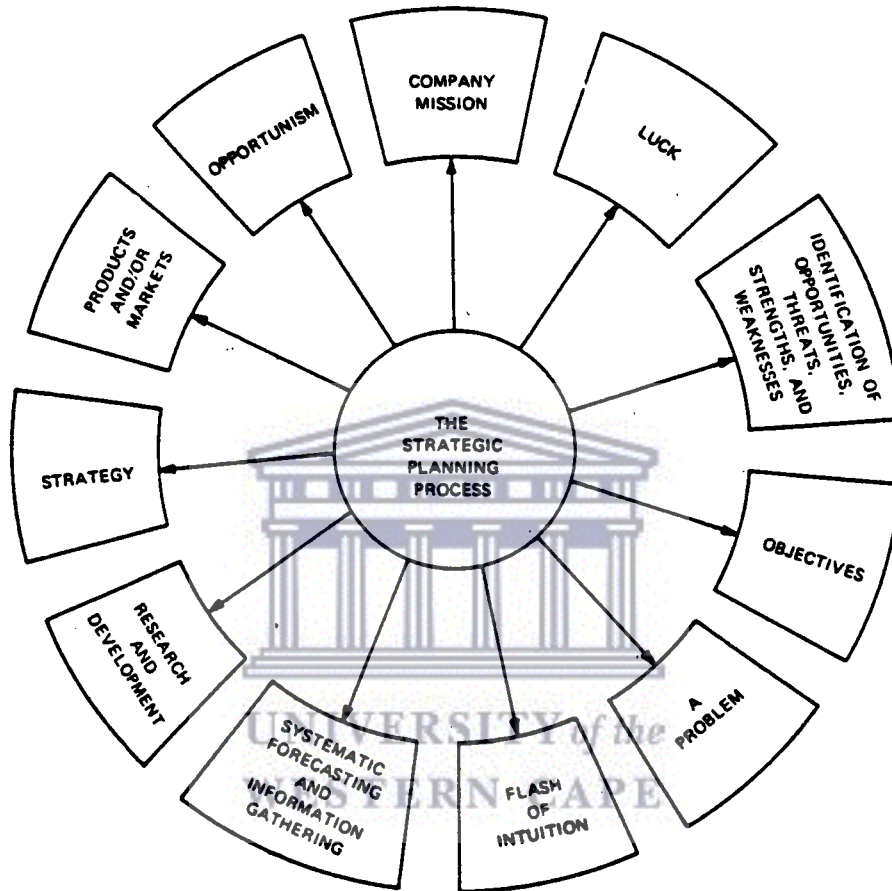 COMPANY
MISSION
LUCK
IDENTIFICATION OF
OPPORTUNITIES,
THREATS,
STRENGTHS, AND
WEAKNESSES
OBJECTIVES
A
PROBLEM
FLASH
OF
INTUITION
SYSTEMATIC
FORECASTING
AND
INFORMATION
GATHERING
RESEARCH
AND
DEVELOPMENT
STRATEGY
PRODUCTS
AND/OR
MARKETS
OPPORTUNISM
THE
STRATEGIC
PLANNING
PROCESS
UNIVERSITY of the
WESTERN CAPE